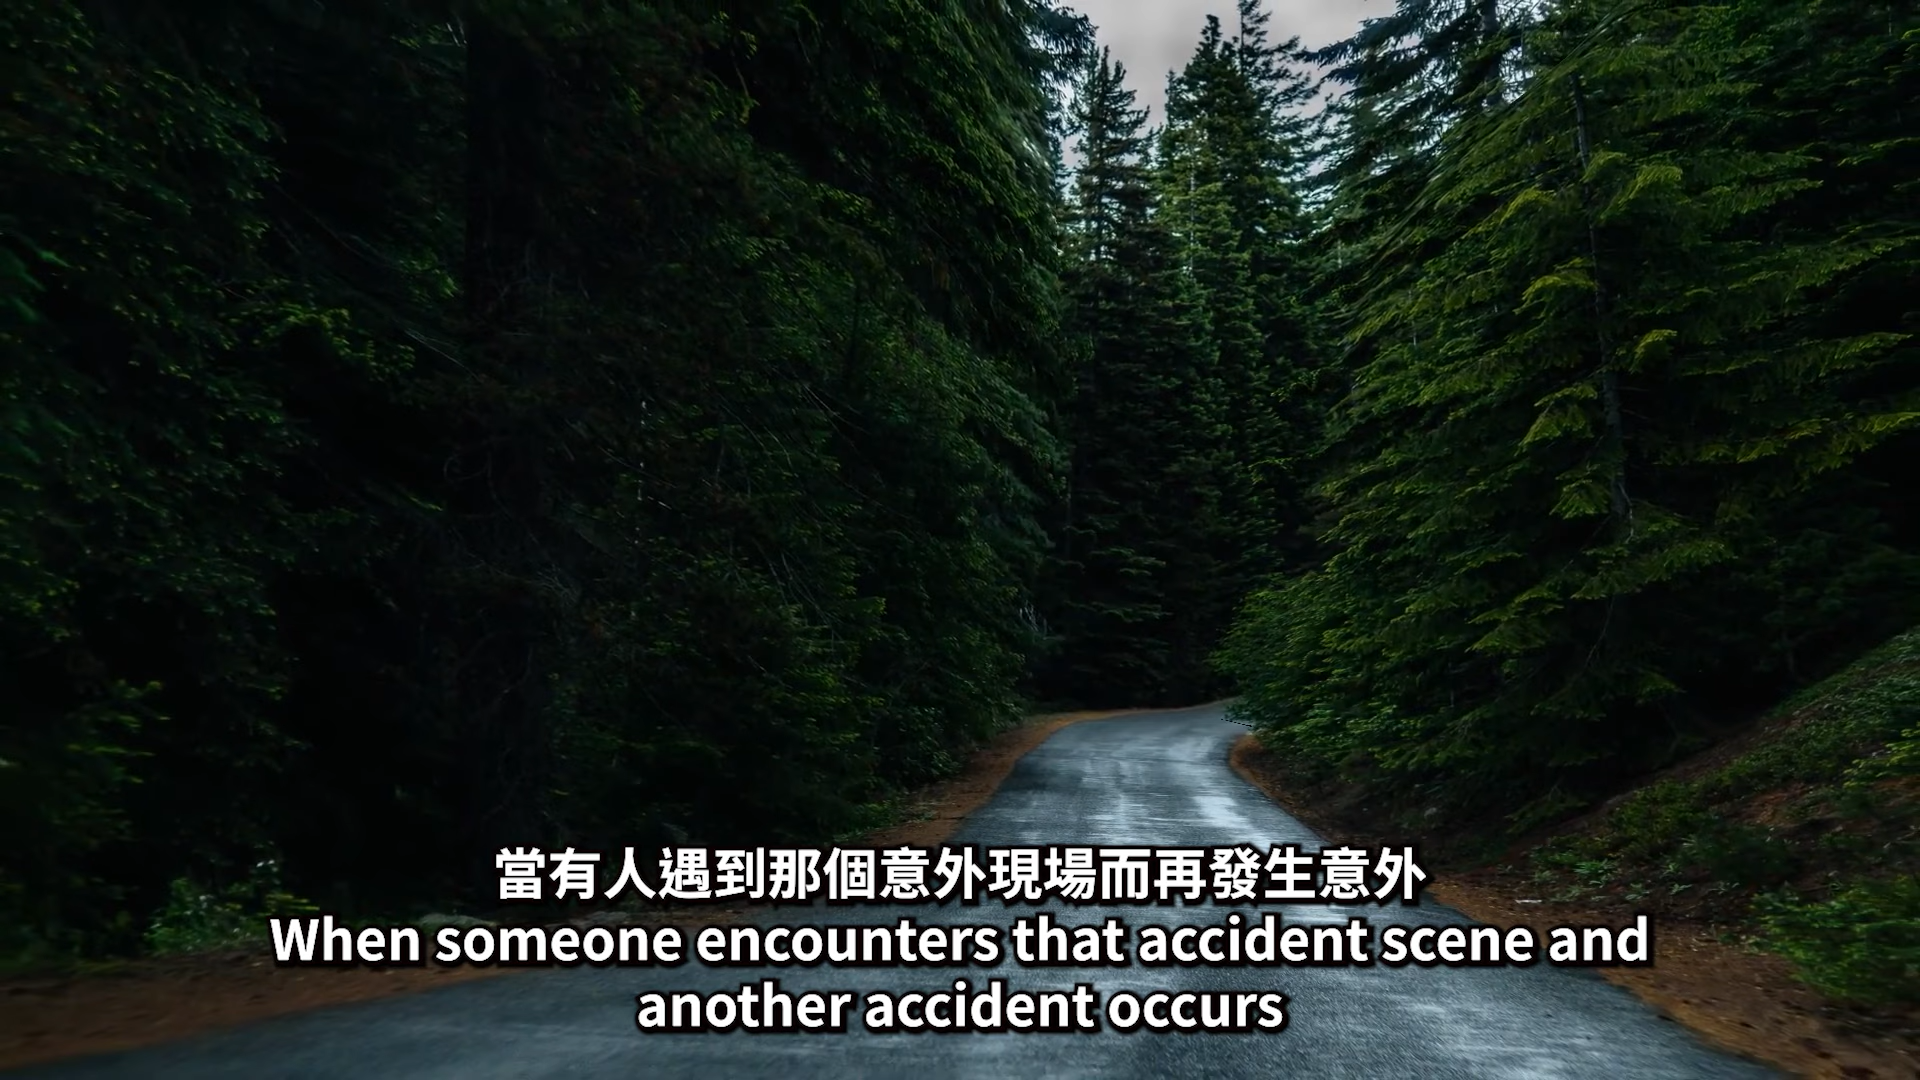 當有人遇到那個意外現場而再發生意外
When someone encounters that accident scene and
another accident occurs